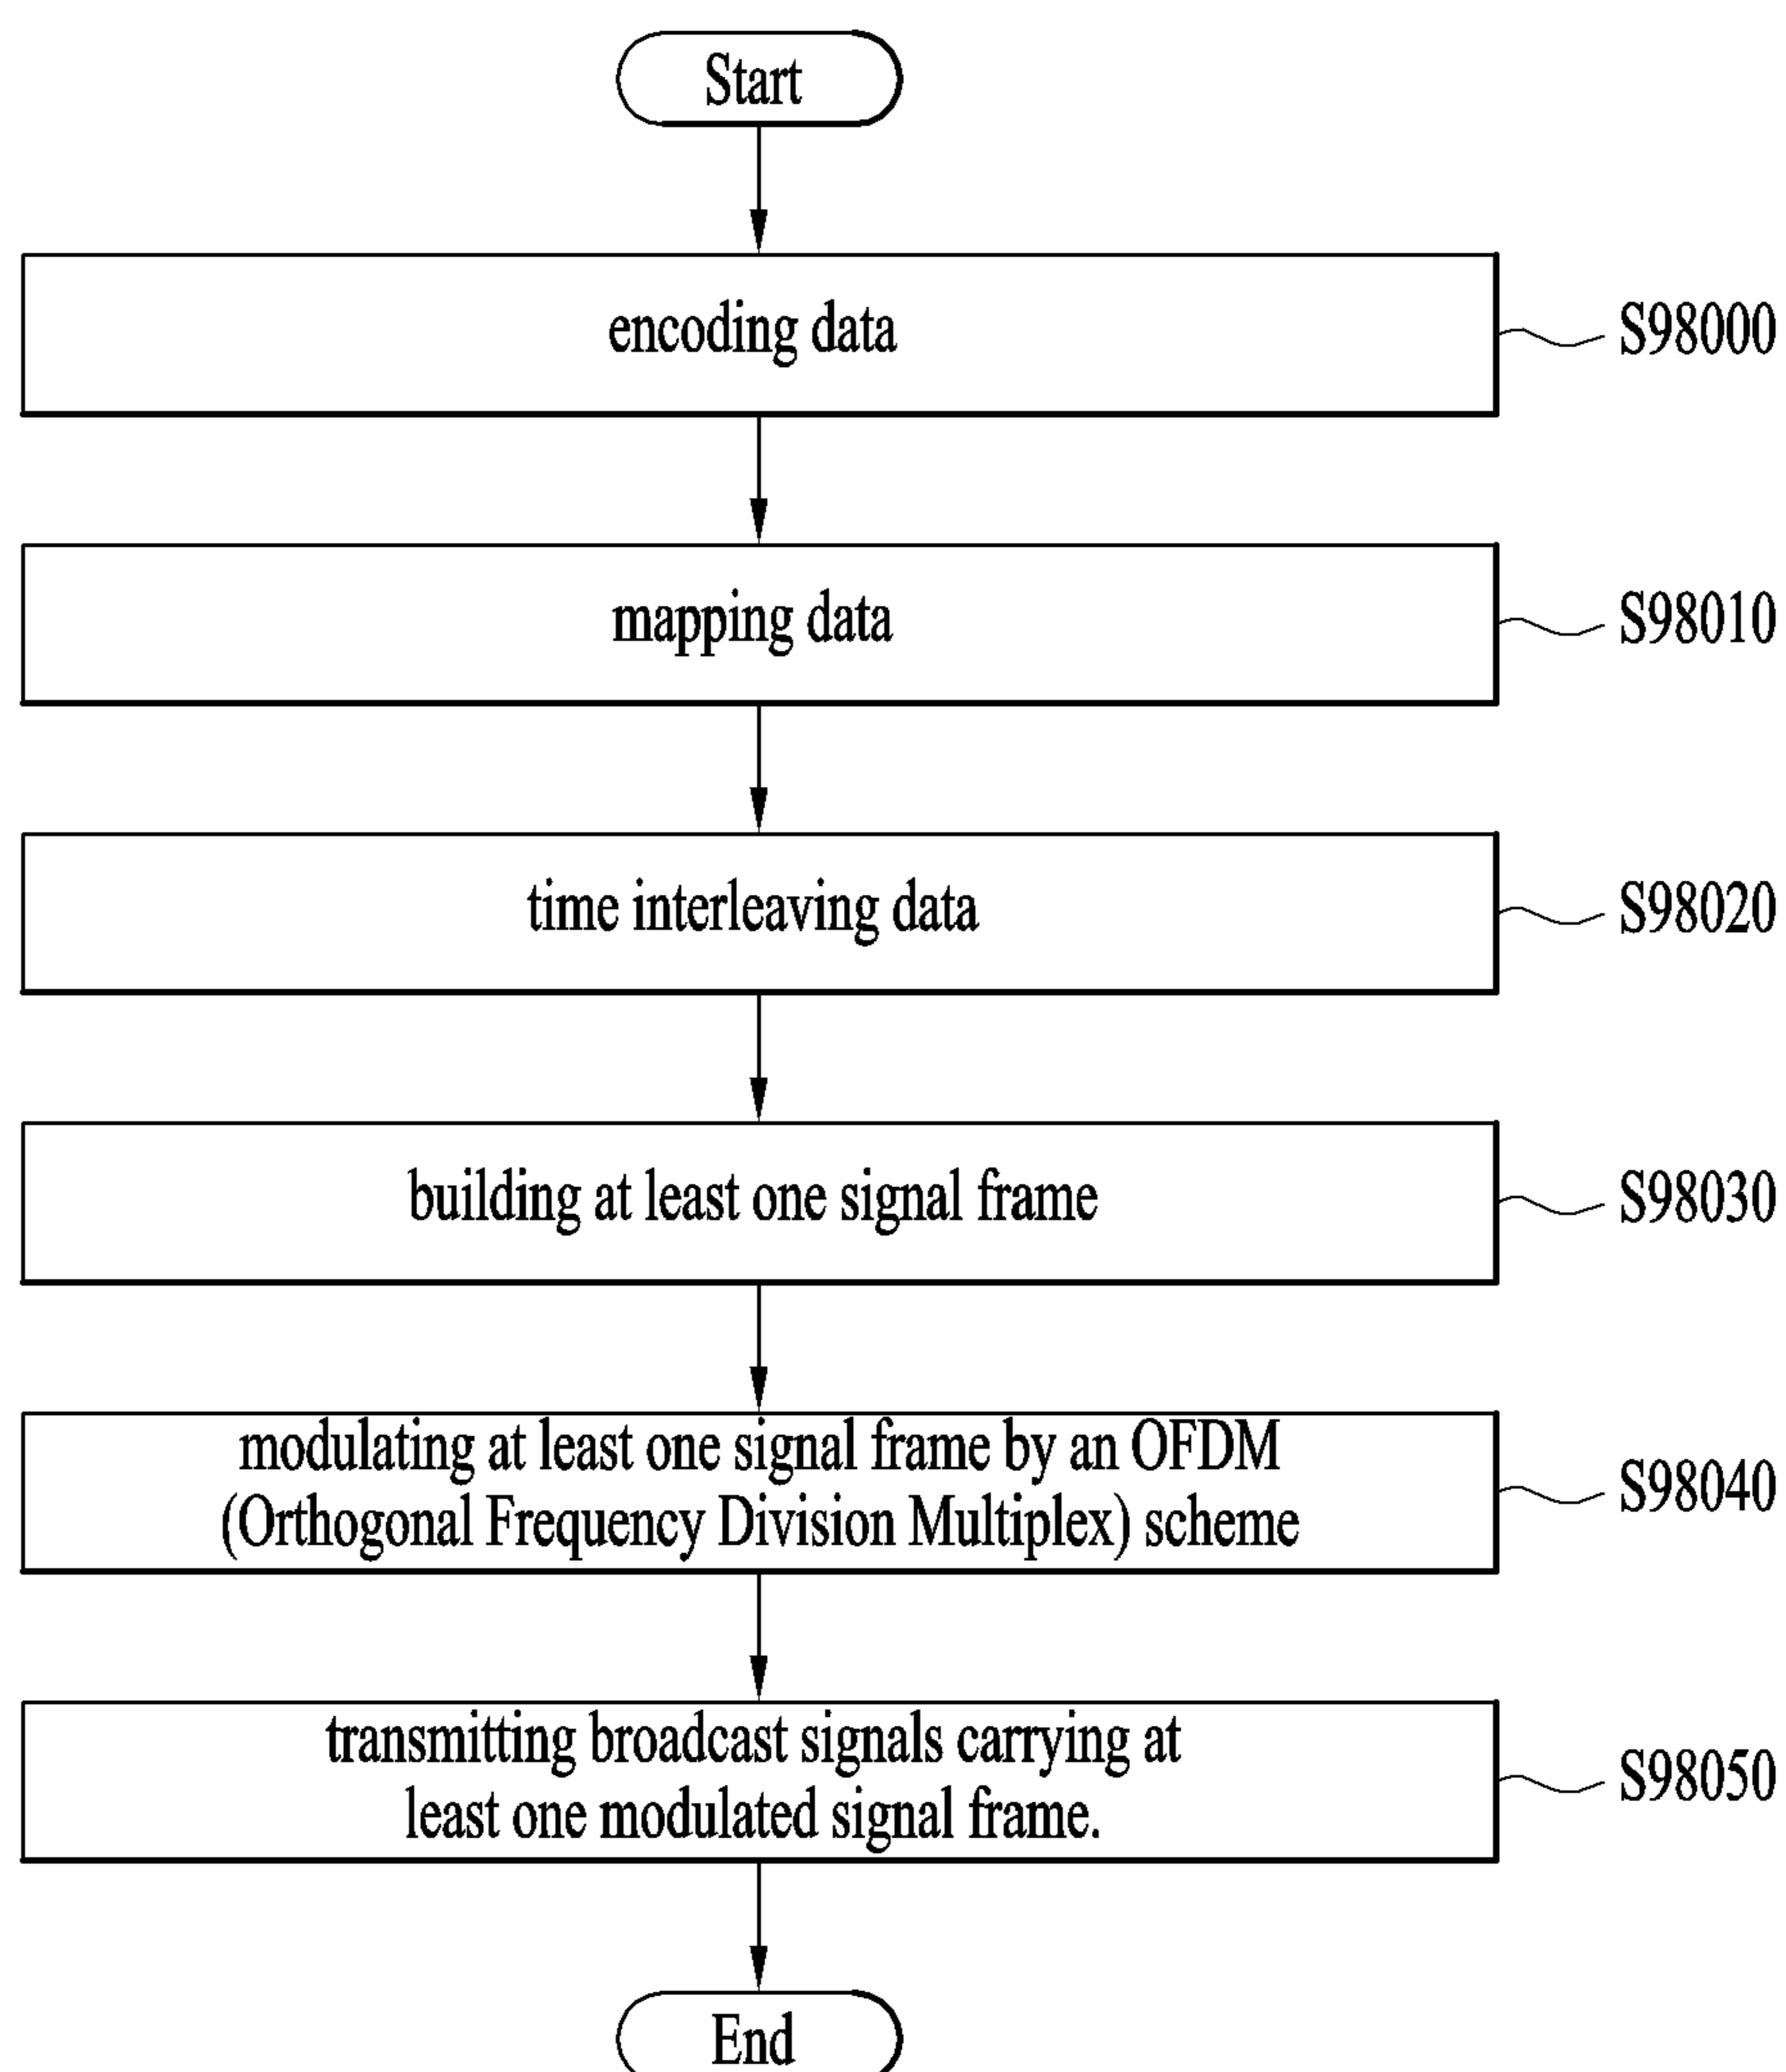 Start
encoding data
S98000
mapping data
S98010
time interleaving data
S98020
building at least one signal frame
S98030
modulating at least one signal frame by an OFDM
(Orthogonal Frequency Division Multiplex) scheme
S98040
transmitting broadcast signals carrying at
least one modulated signal frame.
S98050
End